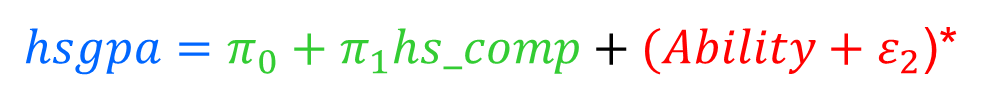 hsgpa = π₀ + π₁hs_comp + (Ability + ε₂)*